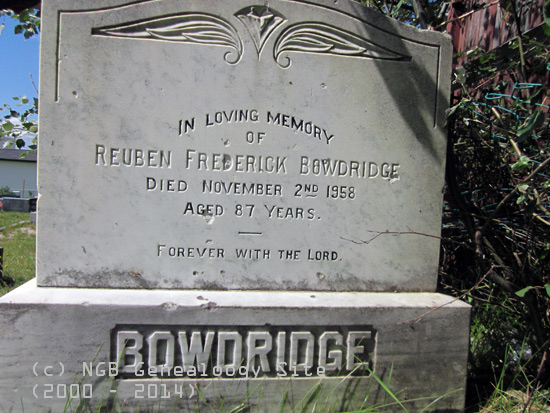 IN LOVING MEMORY
OF
REUBEN FREDERICK BOWDRIDGE
DIED NOVEMBER 2ND 1958
AGED 87 YEARS.
FOREVER WITH THE LORD.
BOWDRIDGE
(c) NGB Genealogy Site
(2000 - 2014)